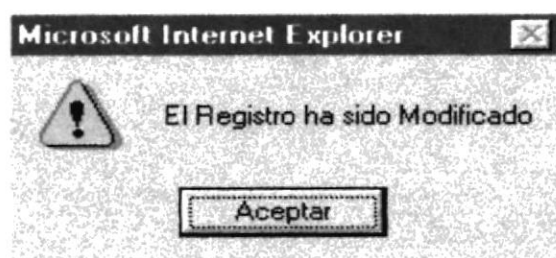 Microsoft Internet Explorer
El Registro ha sido Modificado
Aceptar